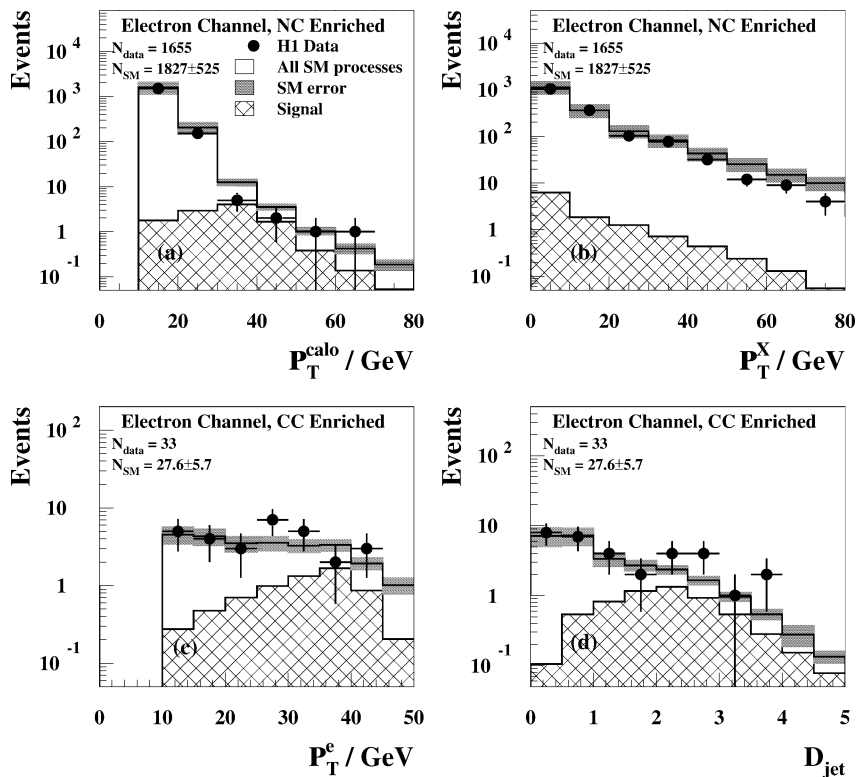 Electron Channel, NC Enriched
N_data = 1655
N_SM = 1827±525
H1 Data
All SM processes
SM error
Signal
Events
10^4
10^3
10^2
10
1
10^-1
(a)
0 20 40 60 80
P_T^calo / GeV
Electron Channel, NC Enriched
N_data = 1655
N_SM = 1827±525
Events
10^4
10^3
10^2
10
1
10^-1
(b)
0 20 40 60 80
P_T^X / GeV
Electron Channel, CC Enriched
N_data = 33
N_SM = 27.6±5.7
Events
10^2
10
1
10^-1
(c)
0 10 20 30 40 50
P_T^e / GeV
Electron Channel, CC Enriched
N_data = 33
N_SM = 27.6±5.7
Events
10^2
10
1
10^-1
(d)
0 1 2 3 4 5
D_jet